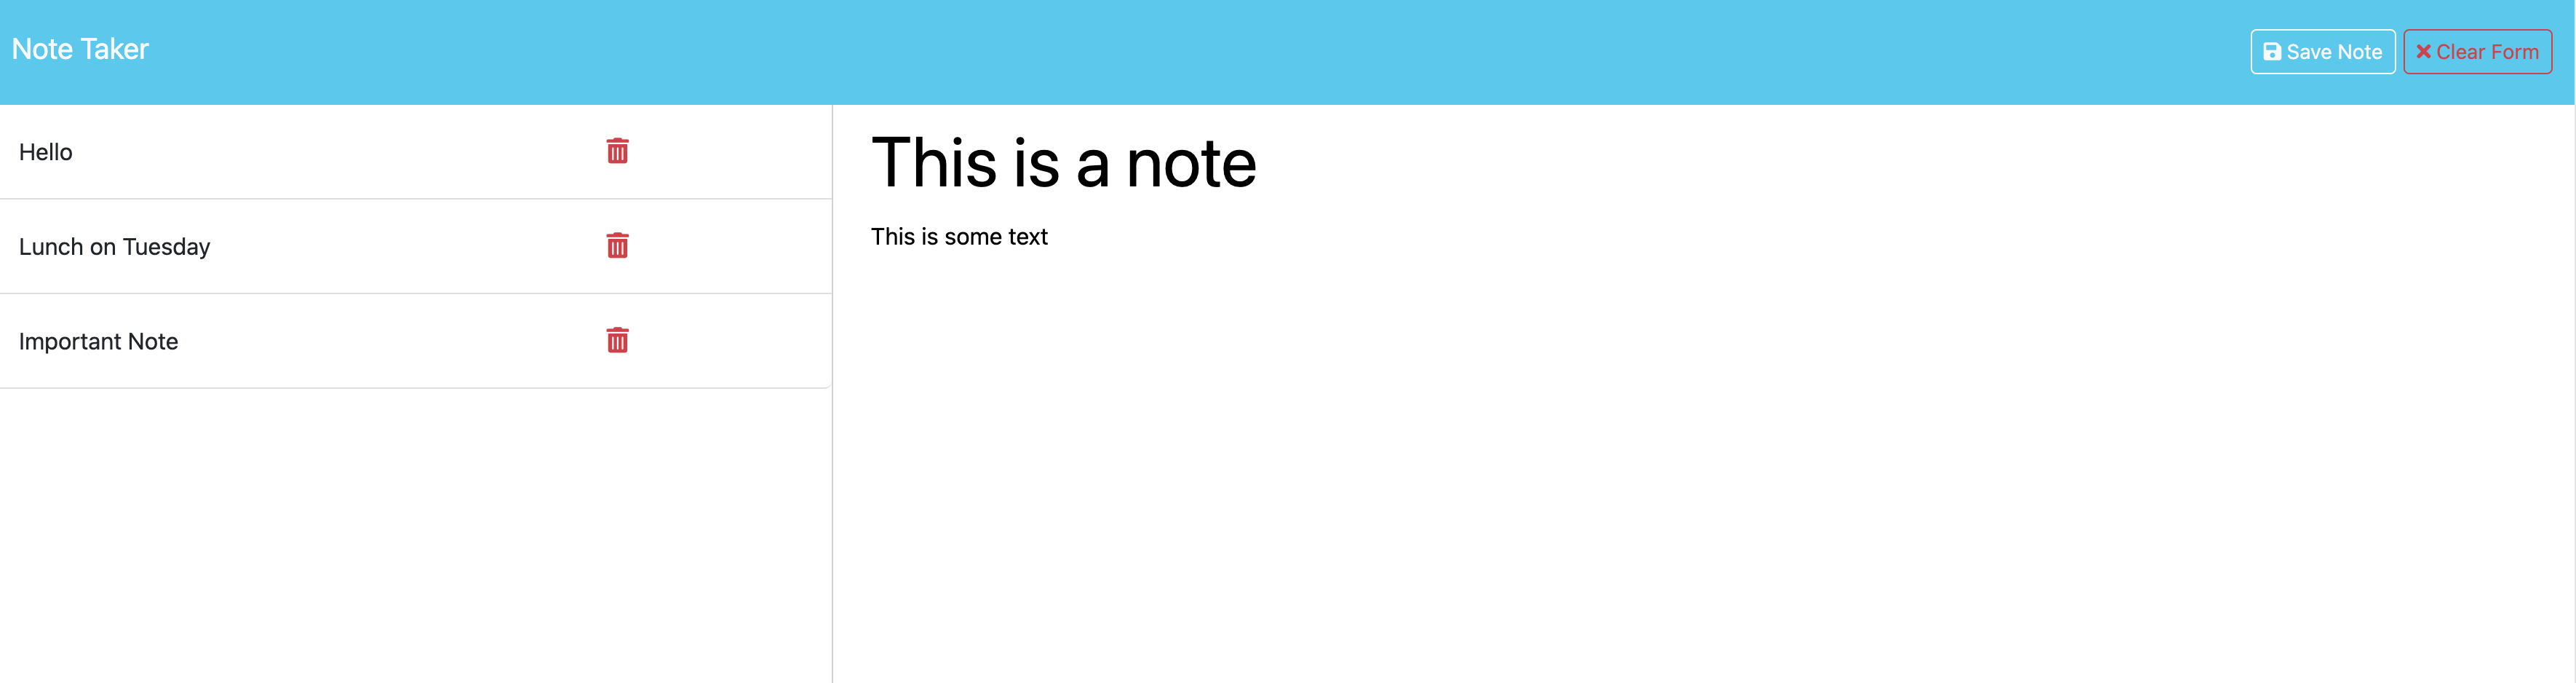 Note Taker
Save Note
Clear Form
Hello
Lunch on Tuesday
Important Note
This is a note
This is some text